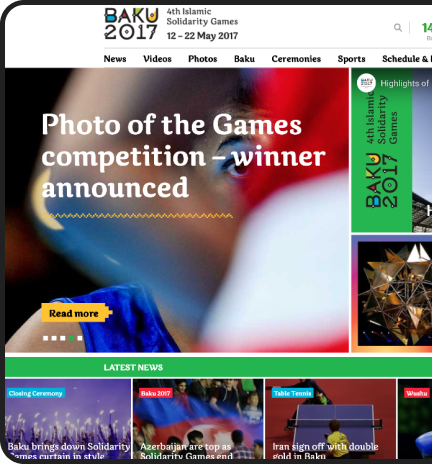 BAKU
2017
4th Islamic
Solidarity Games
12 – 22 May 2017
14
News Videos Photos Baku Ceremonies Sports Schedule &
Photo of the Games
competition – winner
announced
Read more
Highlights of
4th Islamic
Solidarity
Games
BAKU
2017
H
LATEST NEWS
Closing Ceremony
Baku brings down Solidarity
Games curtain in style
Baku 2017
Azerbaijan are top as
Solidarity Games end
Table Tennis
Iran sign off with double
gold in Baku
Wushu